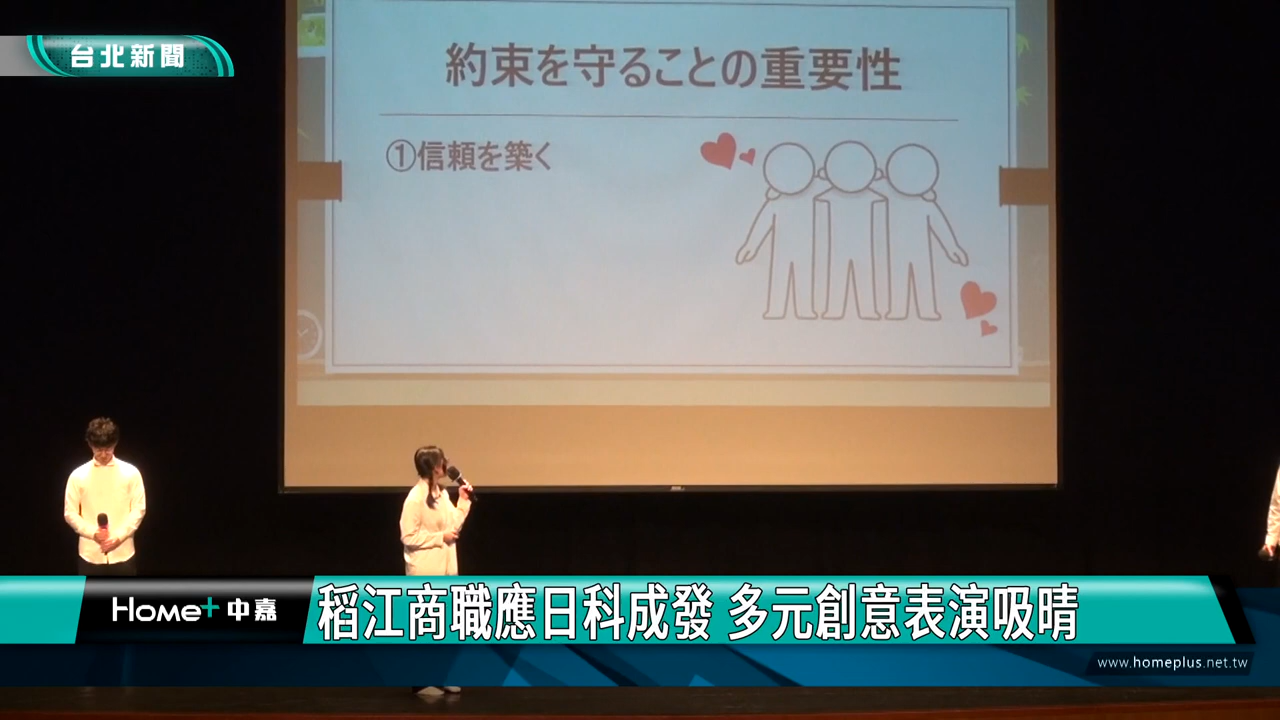 台北新聞
約束を守ることの重要性
①信頼を築く
Home+中嘉
稻江商職應日科成發 多元創意表演吸晴
www.homeplus.net.tw